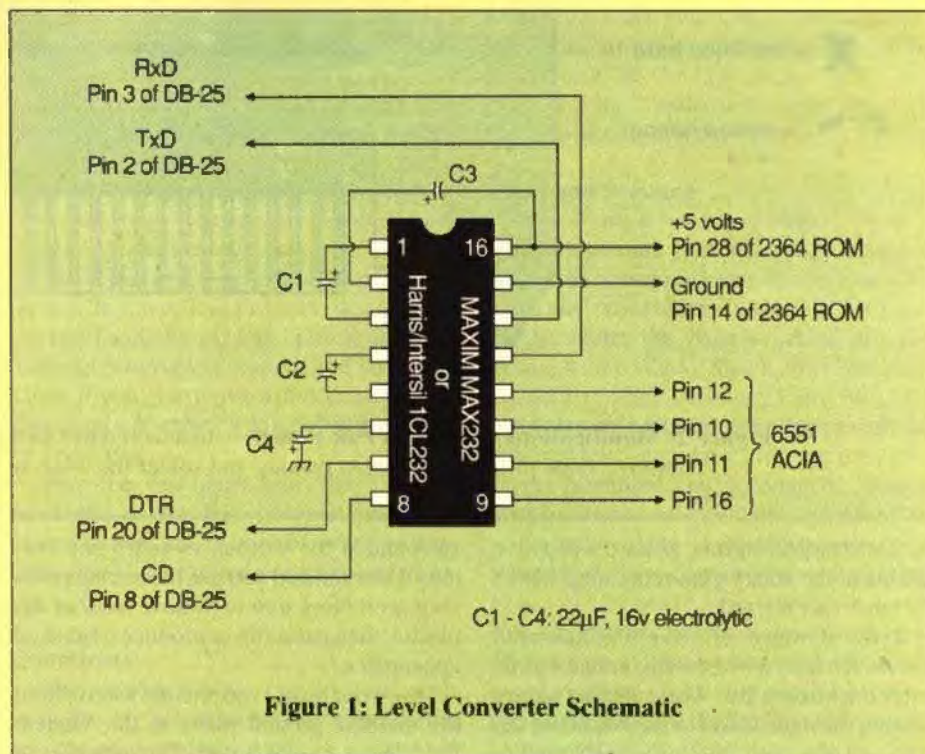 RxD
Pin 3 of DB-25
TxD
Pin 2 of DB-25
C3
+5 volts
Pin 28 of 2364 ROM
Ground
Pin 14 of 2364 ROM
1
16
C1
C2
C4
Harris/Intersil 1CL232
or
MAXIM MAX232
Pin 12
Pin 10
Pin 11
Pin 16
6551
ACIA
8
9
DTR
Pin 20 of DB-25
CD
Pin 8 of DB-25
C1 - C4: 22µF, 16v electrolytic
Figure 1: Level Converter Schematic